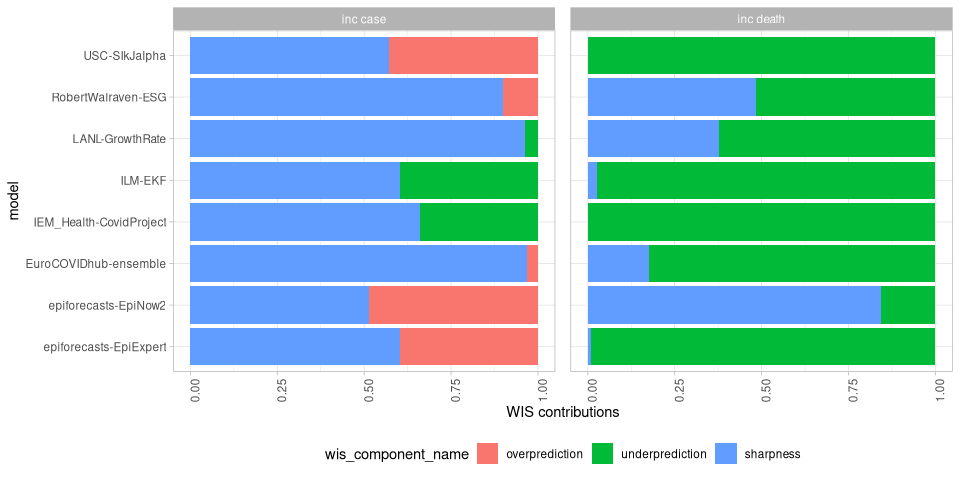 inc case
inc death
model
USC-SIkJalpha
RobertWalraven-ESG
LANL-GrowthRate
ILM-EKF
IEM_Health-CovidProject
EuroCOVIDhub-ensemble
epiforecasts-EpiNow2
epiforecasts-EpiExpert
0.00 0.25 0.50 0.75 1.00
0.00 0.25 0.50 0.75 1.00
WIS contributions
wis_component_name overprediction underprediction sharpness